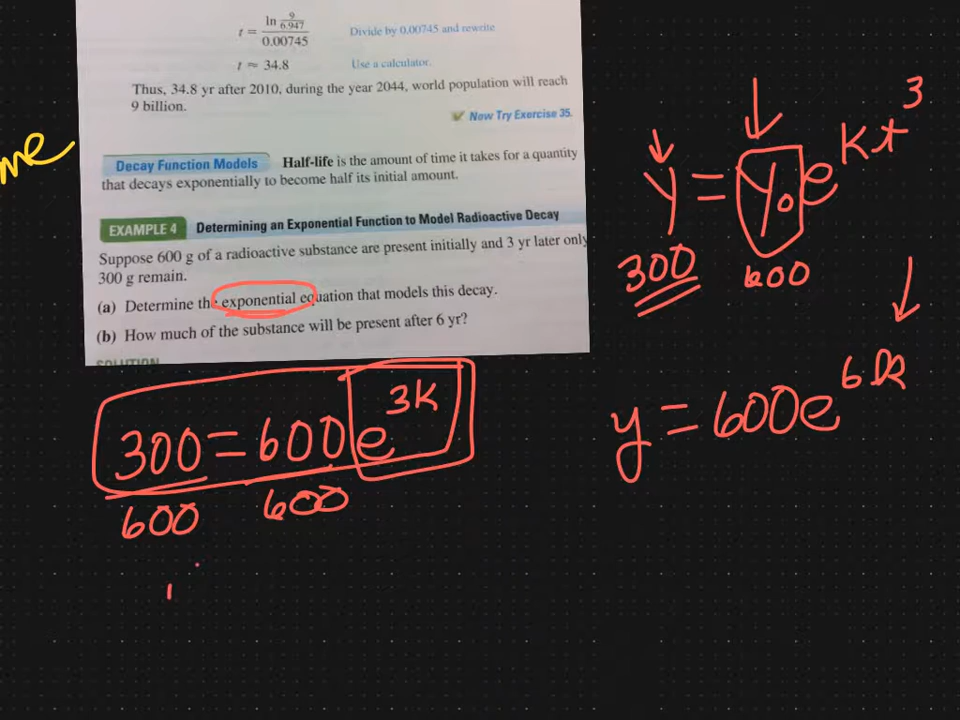 t = ln 9/6.947 / 0.00745 Divide by 0.00745 and rewrite
t ≈ 34.8 Use a calculator.
Thus, 34.8 yr after 2010, during the year 2044, world population will reach
9 billion.
✔ Now Try Exercise 35.
Decay Function Models Half-life is the amount of time it takes for a quantity
that decays exponentially to become half its initial amount.
EXAMPLE 4 Determining an Exponential Function to Model Radioactive Decay
Suppose 600 g of a radioactive substance are present initially and 3 yr later only
300 g remain.
(a) Determine the exponential equation that models this decay.
(b) How much of the substance will be present after 6 yr?
SOLUTION
me
y = y₀e^kt 3
300 600
300 = 600e^3k
600 600
1
y = 600e^6k